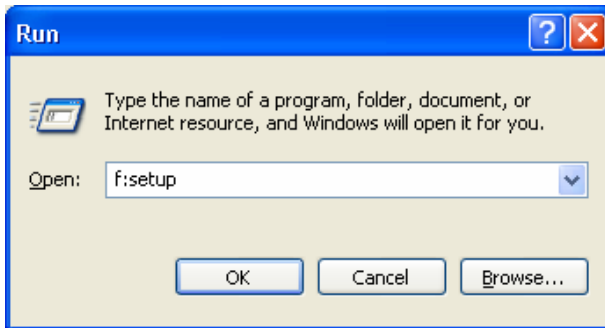 Run
Type the name of a program, folder, document, or
Internet resource, and Windows will open it for you.
Open: f:setup
OK Cancel Browse...